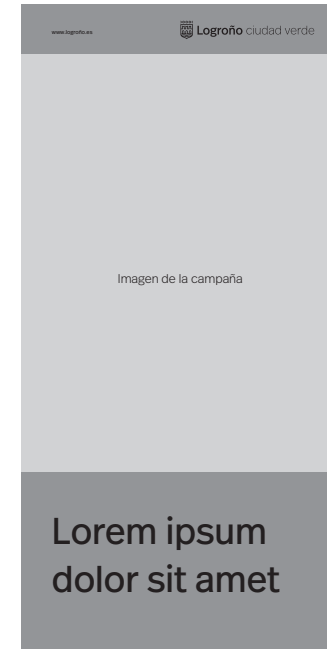 www.logroño.es
Logroño ciudad verde
Imagen de la campaña
Lorem ipsum
dolor sit amet